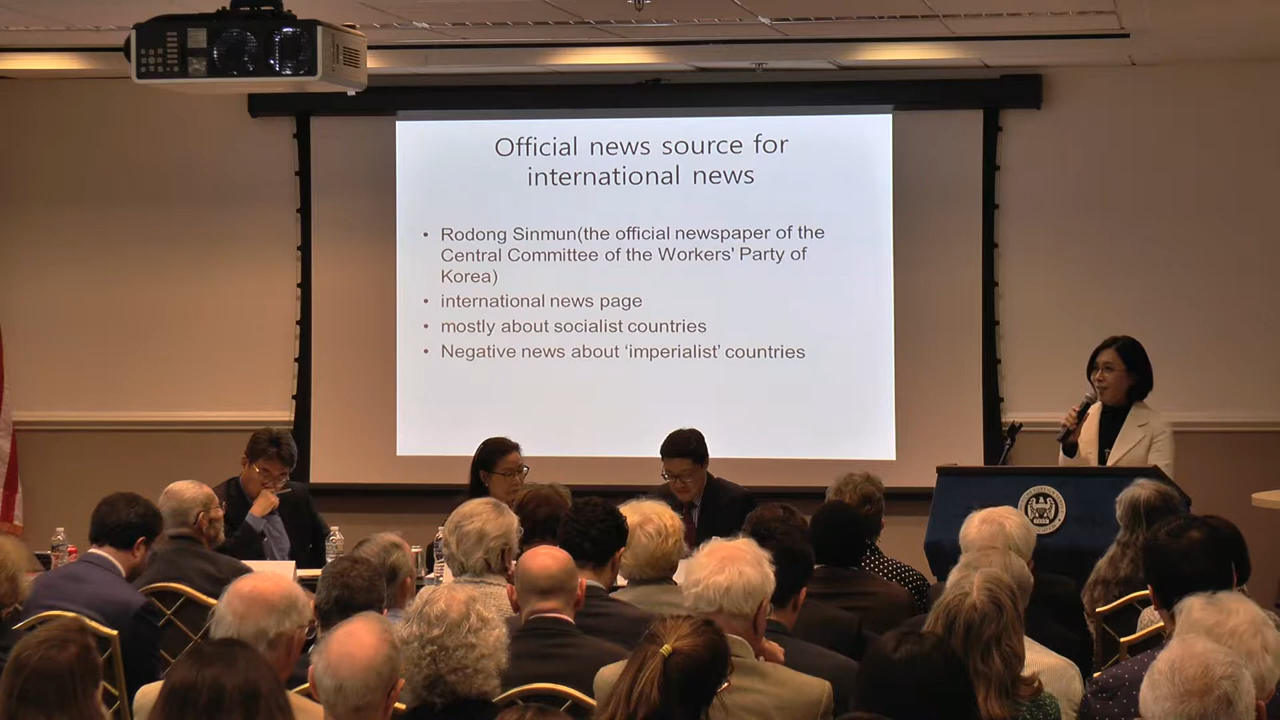 Official news source for
international news
• Rodong Sinmun(the official newspaper of the
Central Committee of the Workers' Party of
Korea)
• international news page
• mostly about socialist countries
• Negative news about ‘imperialist’ countries